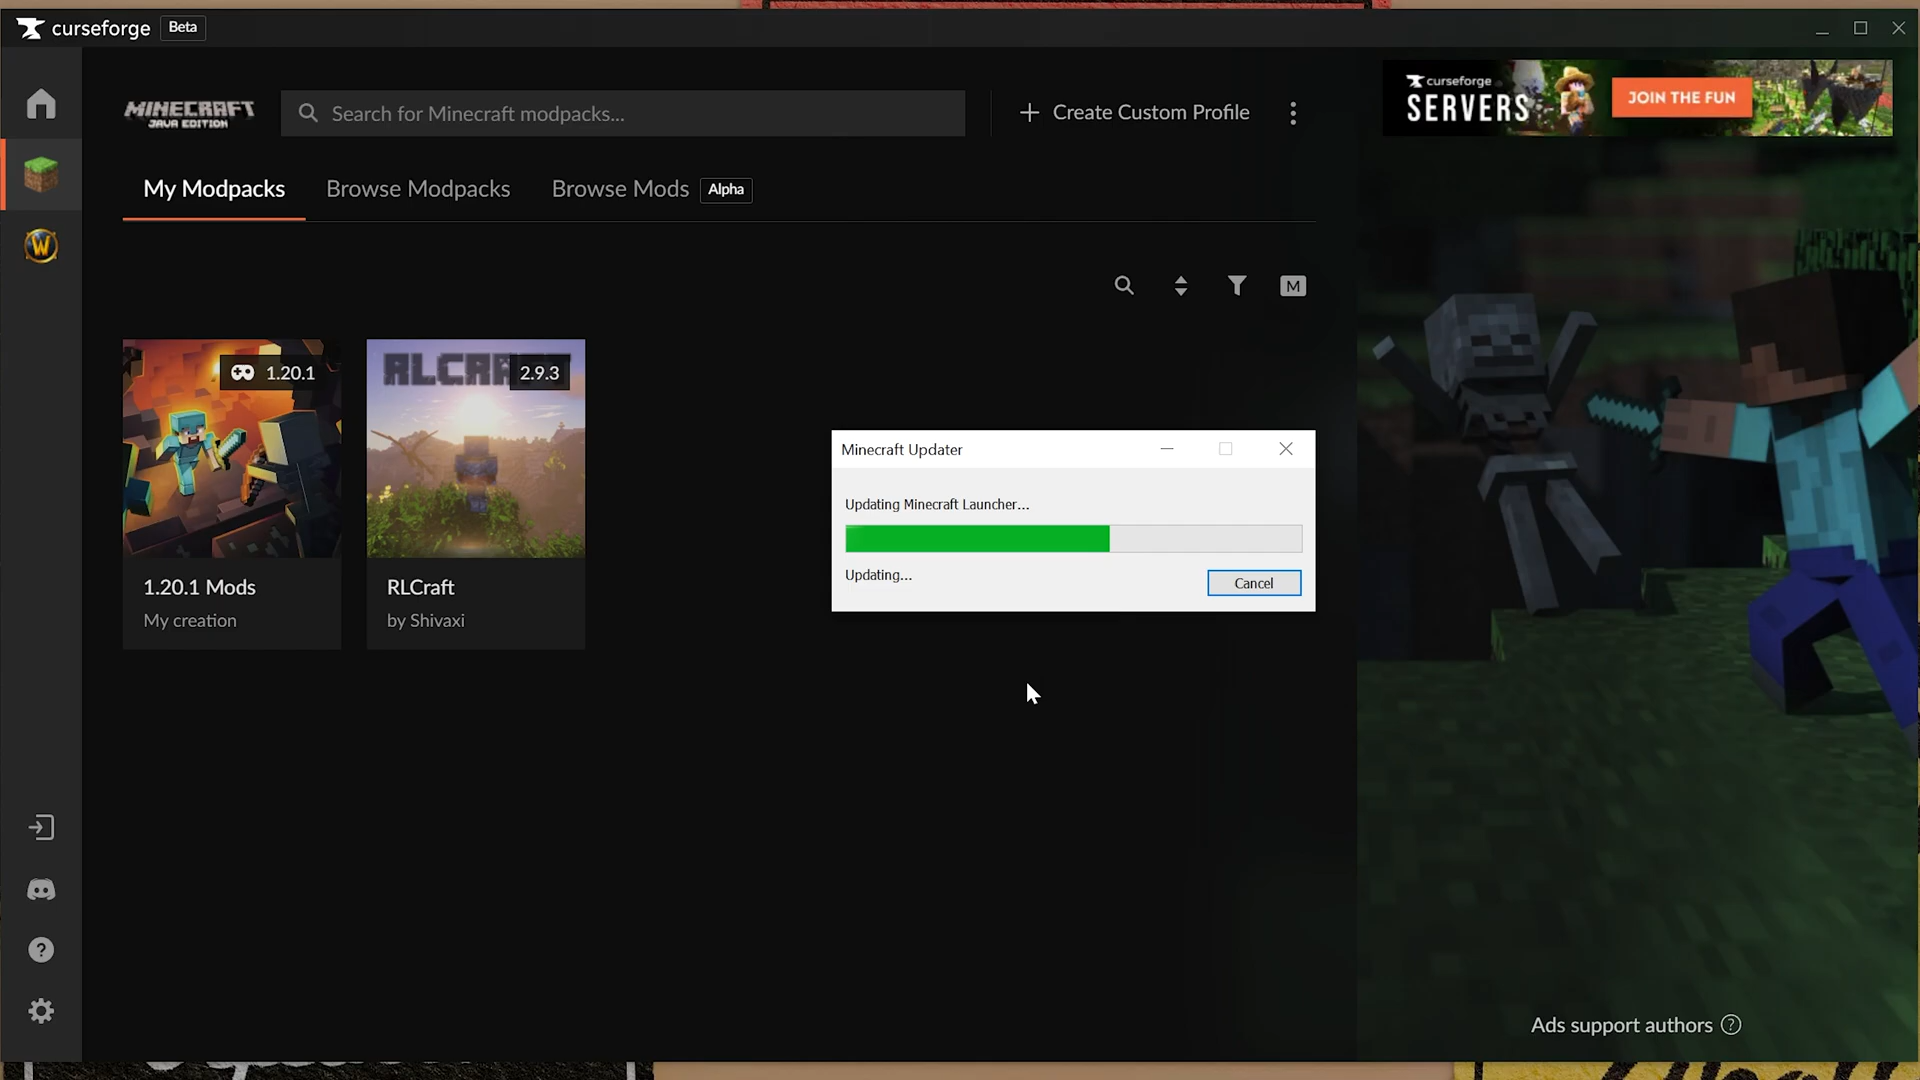 curseforge Beta
MINECRAFT
JAVA EDITION
Search for Minecraft modpacks...
Create Custom Profile
curseforge
SERVERS
JOIN THE FUN
My Modpacks
Browse Modpacks
Browse Mods Alpha
M
1.20.1
2.9.3
1.20.1 Mods
My creation
RLCraft
by Shivaxi
Minecraft Updater
Updating Minecraft Launcher...
Updating...
Cancel
Ads support authors